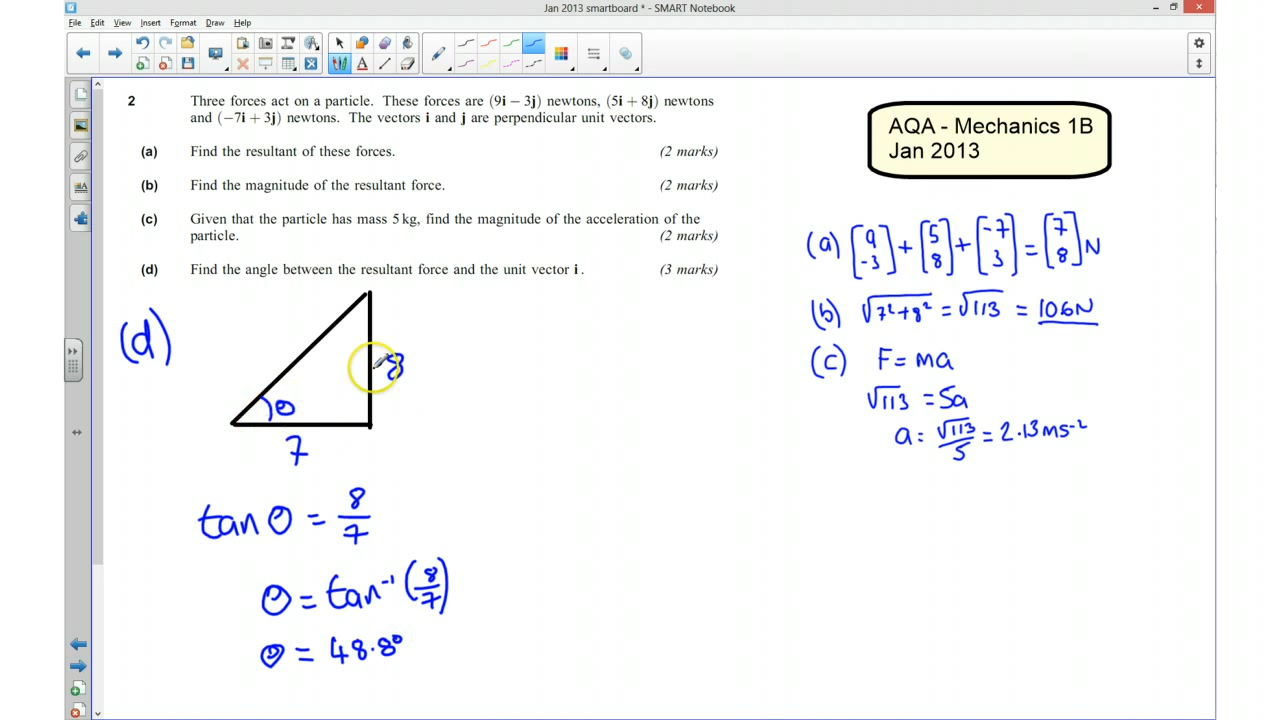 Jan 2013 smartboard * - SMART Notebook
File Edit View Insert Format Draw Help
2 Three forces act on a particle. These forces are (9i − 3j) newtons, (5i + 8j) newtons
and (−7i + 3j) newtons. The vectors i and j are perpendicular unit vectors.
(a) Find the resultant of these forces. (2 marks)
(b) Find the magnitude of the resultant force. (2 marks)
(c) Given that the particle has mass 5 kg, find the magnitude of the acceleration of the
particle. (2 marks)
(d) Find the angle between the resultant force and the unit vector i. (3 marks)
AQA - Mechanics 1B
Jan 2013
(a) [9 -3] + [5 8] + [-7 3] = [7 8] N
(b) √7²+8² = √113 = 10.6N
(c) F = ma
√113 = 5a
a = √113/5 = 2.13 ms⁻²
(d)
8
θ
7
tan θ = 8/7
θ = tan⁻¹(8/7)
θ = 48.8°